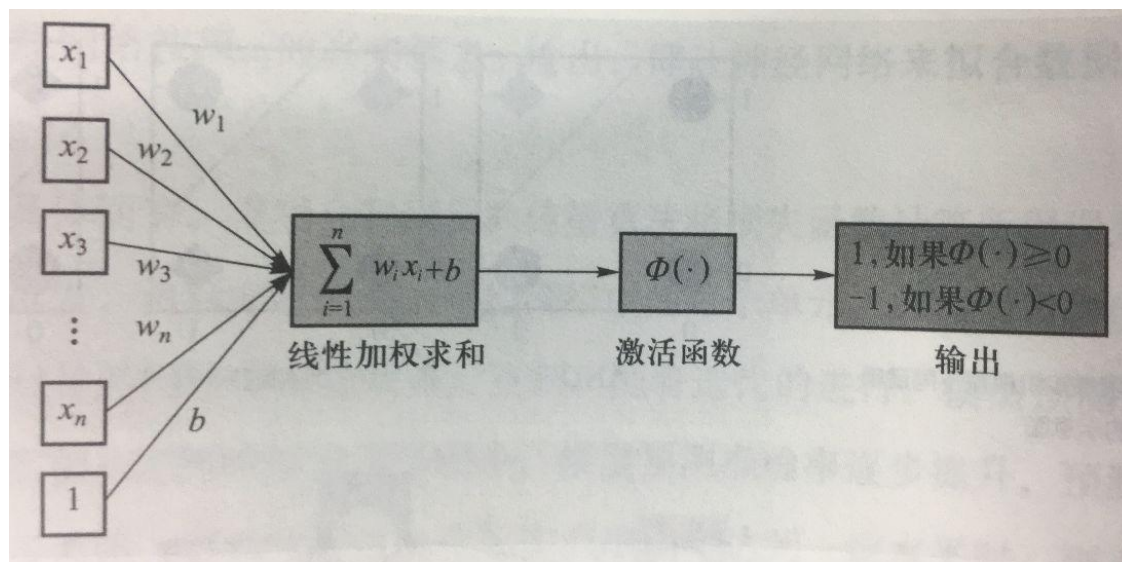 x₁
x₂
x₃
⋮
xₙ
1
w₁
w₂
w₃
wₙ
b
n
∑ wᵢxᵢ+b
i=1
线性加权求和
Φ(·)
激活函数
1,如果Φ(·)≥0
-1,如果Φ(·)<0
输出